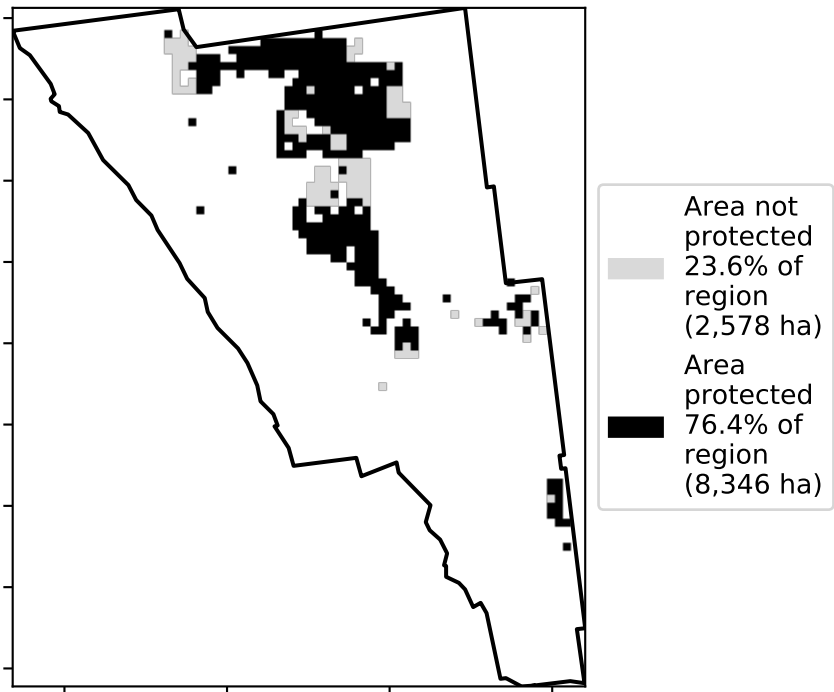 Area not
protected
23.6% of
region
(2,578 ha)
Area
protected
76.4% of
region
(8,346 ha)